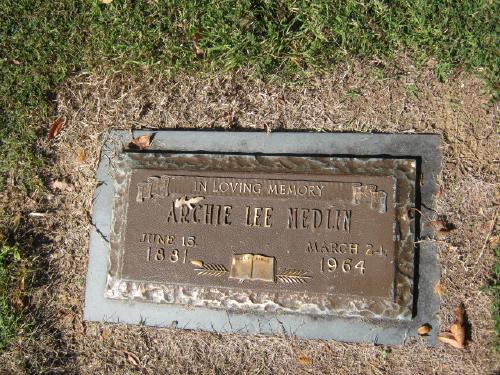 IN LOVING MEMORY
ARCHIE LEE MEDLIN
JUNE 13 MARCH 24
1881 1964